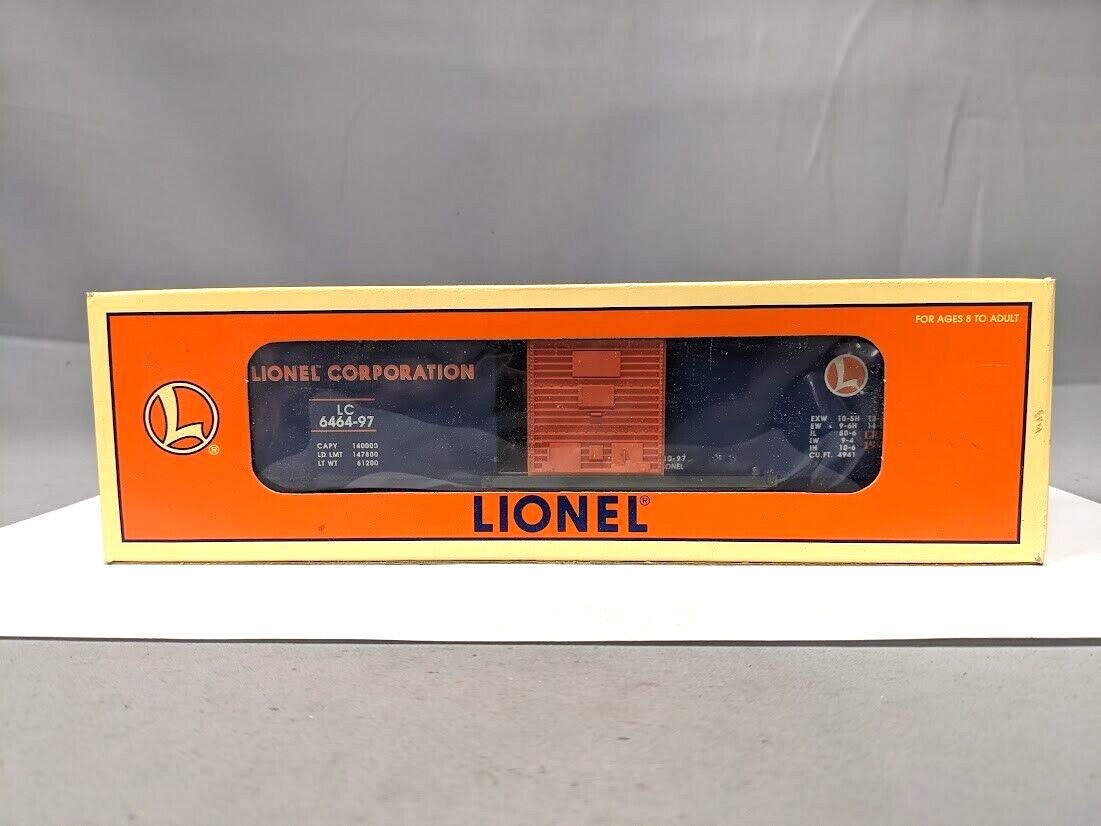 FOR AGES 8 TO ADULT
LIONEL CORPORATION
LC
6464-97
CAPY 140000
LD. LMT 147800
LT WT 61200
EXW 10-5H
EW 9-6H
IL 50-6
IW 9-4
IH 10-6
CU.FT. 4941
L
L
®
LIONEL®